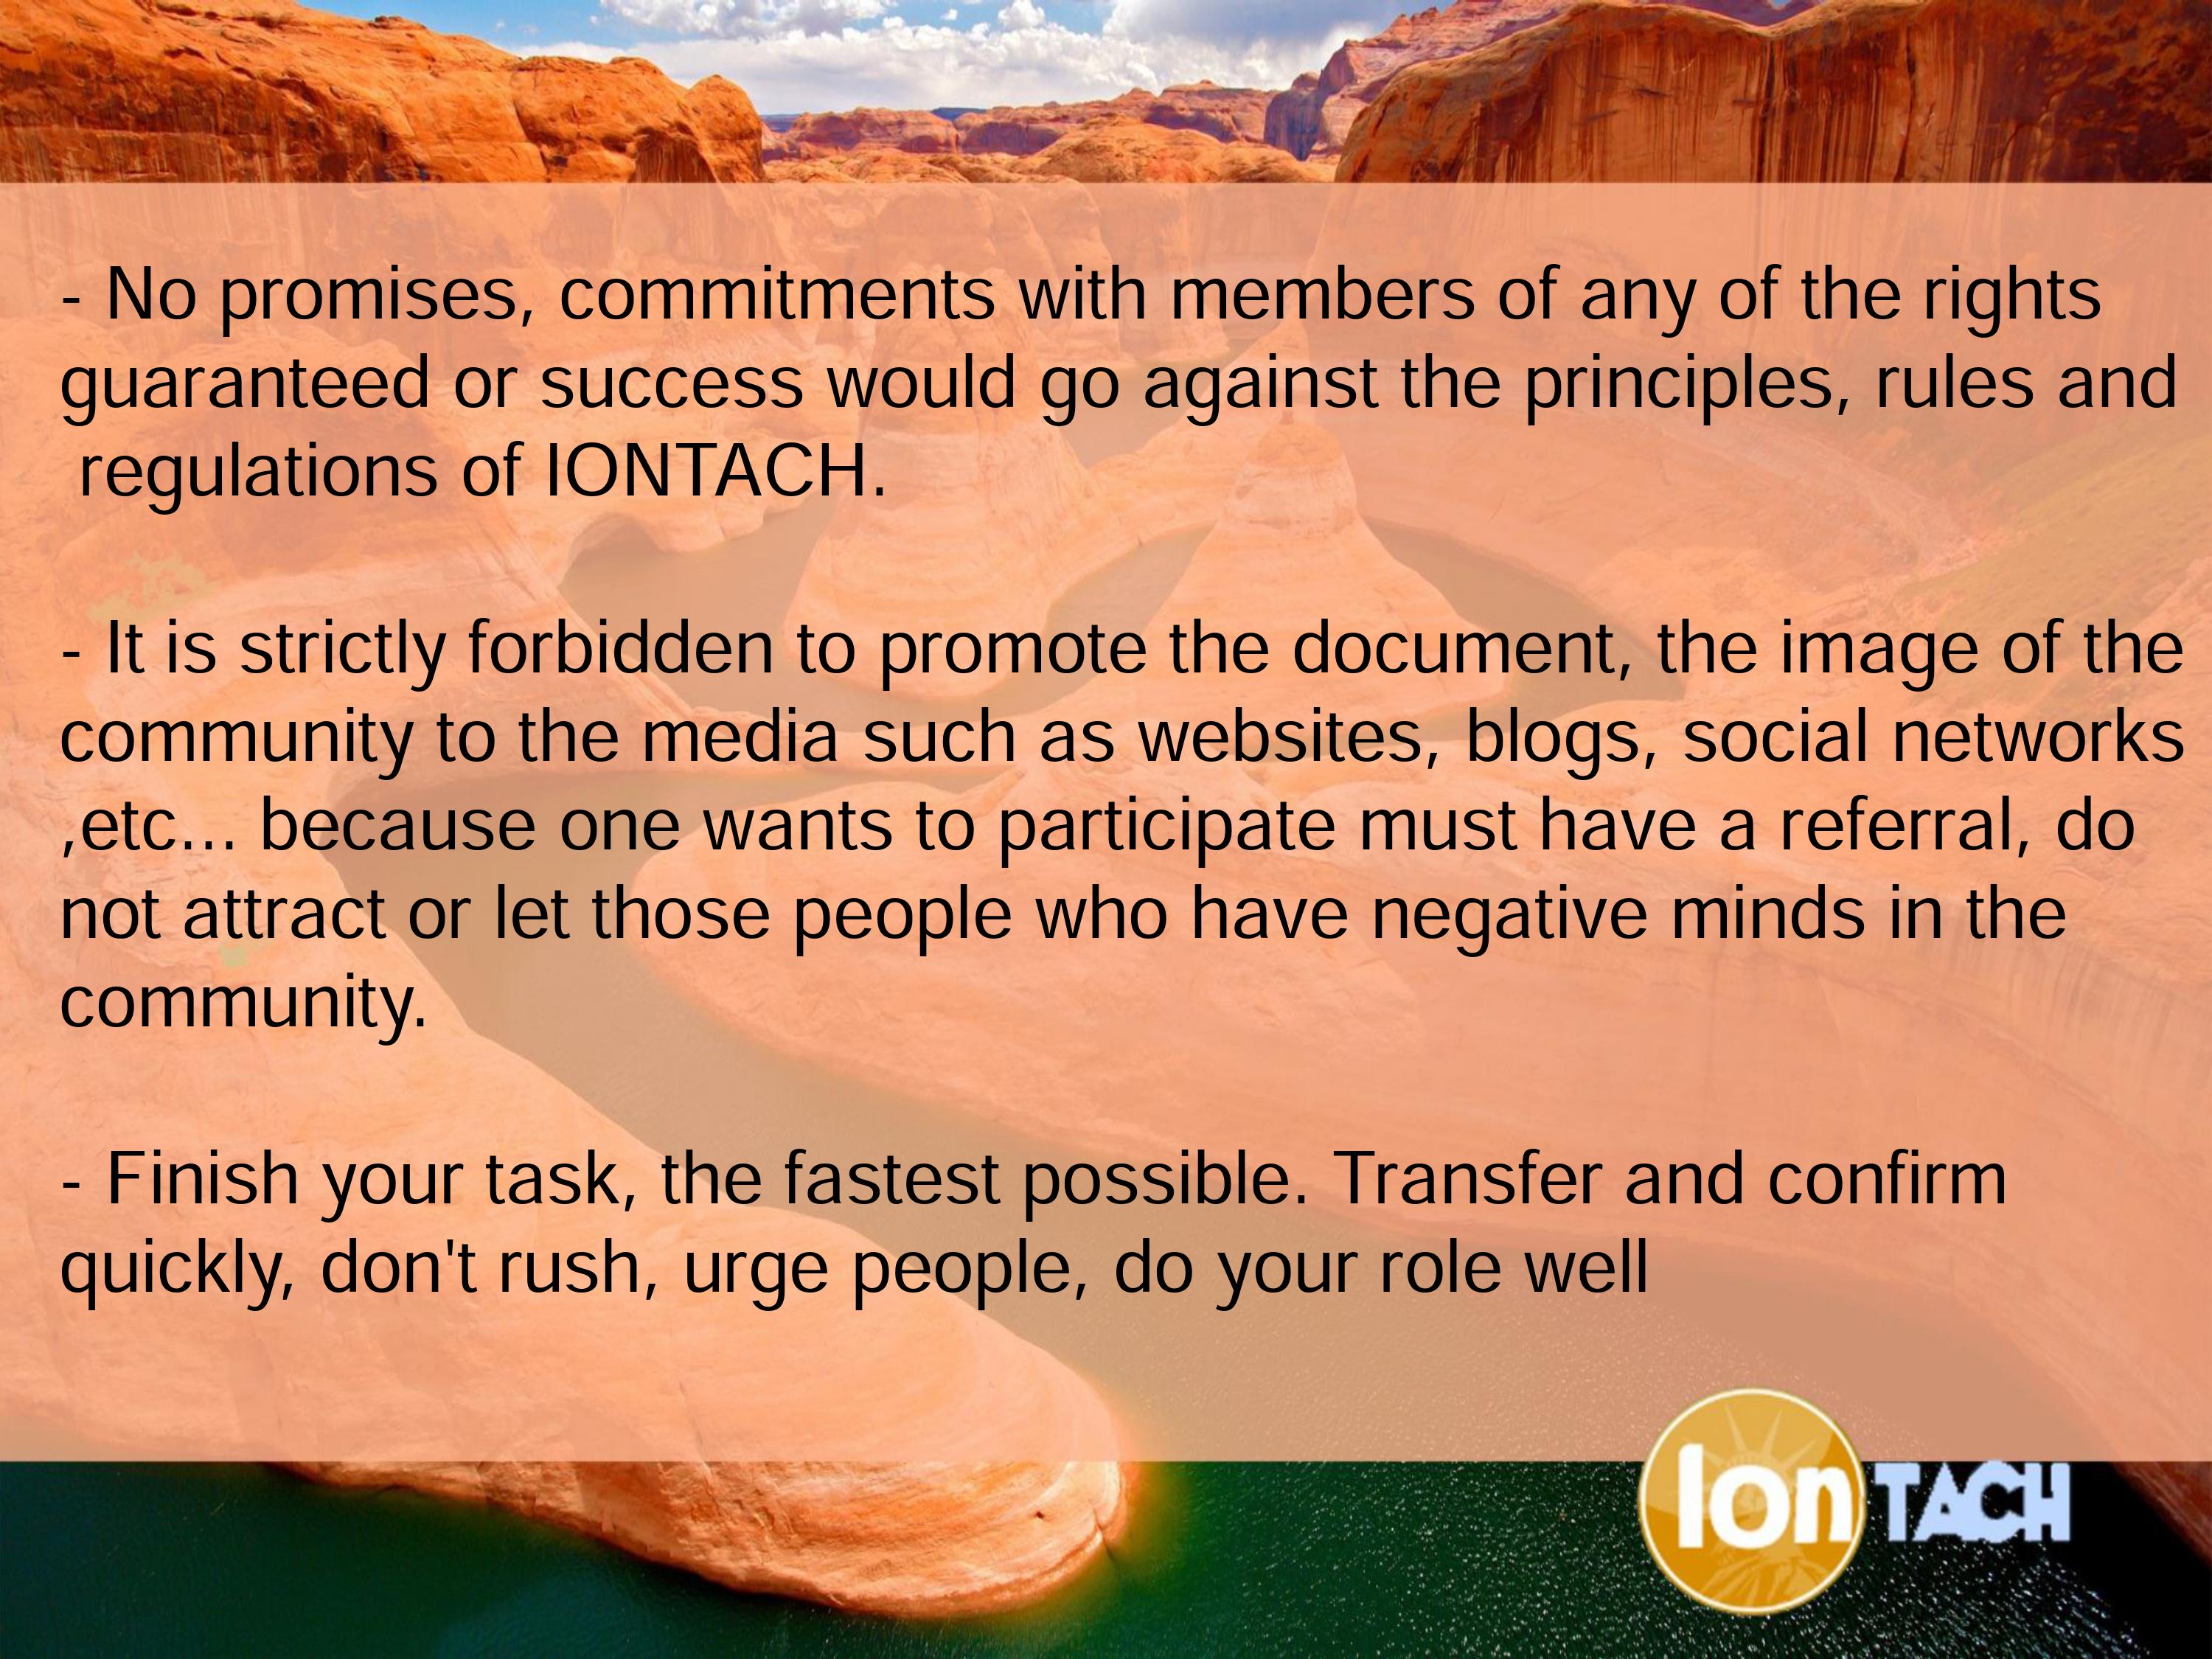 - No promises, commitments with members of any of the rights
guaranteed or success would go against the principles, rules and
regulations of IONTACH.
- It is strictly forbidden to promote the document, the image of the
community to the media such as websites, blogs, social networks
,etc... because one wants to participate must have a referral, do
not attract or let those people who have negative minds in the
community.
- Finish your task, the fastest possible. Transfer and confirm
quickly, don't rush, urge people, do your role well
Ion TACH